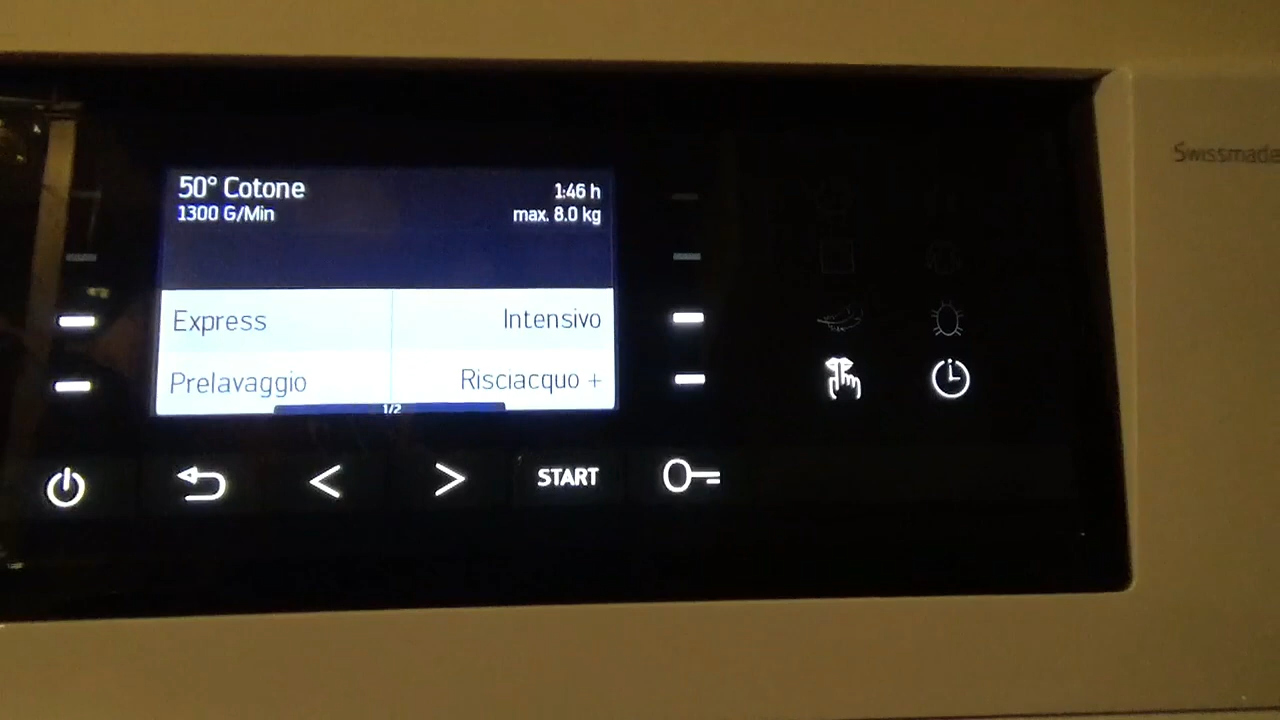 50° Cotone 1:46 h
1300 G/Min max. 8.0 kg
Express Intensivo
Prelavaggio Risciacquo +
1/2
START
Swissmade